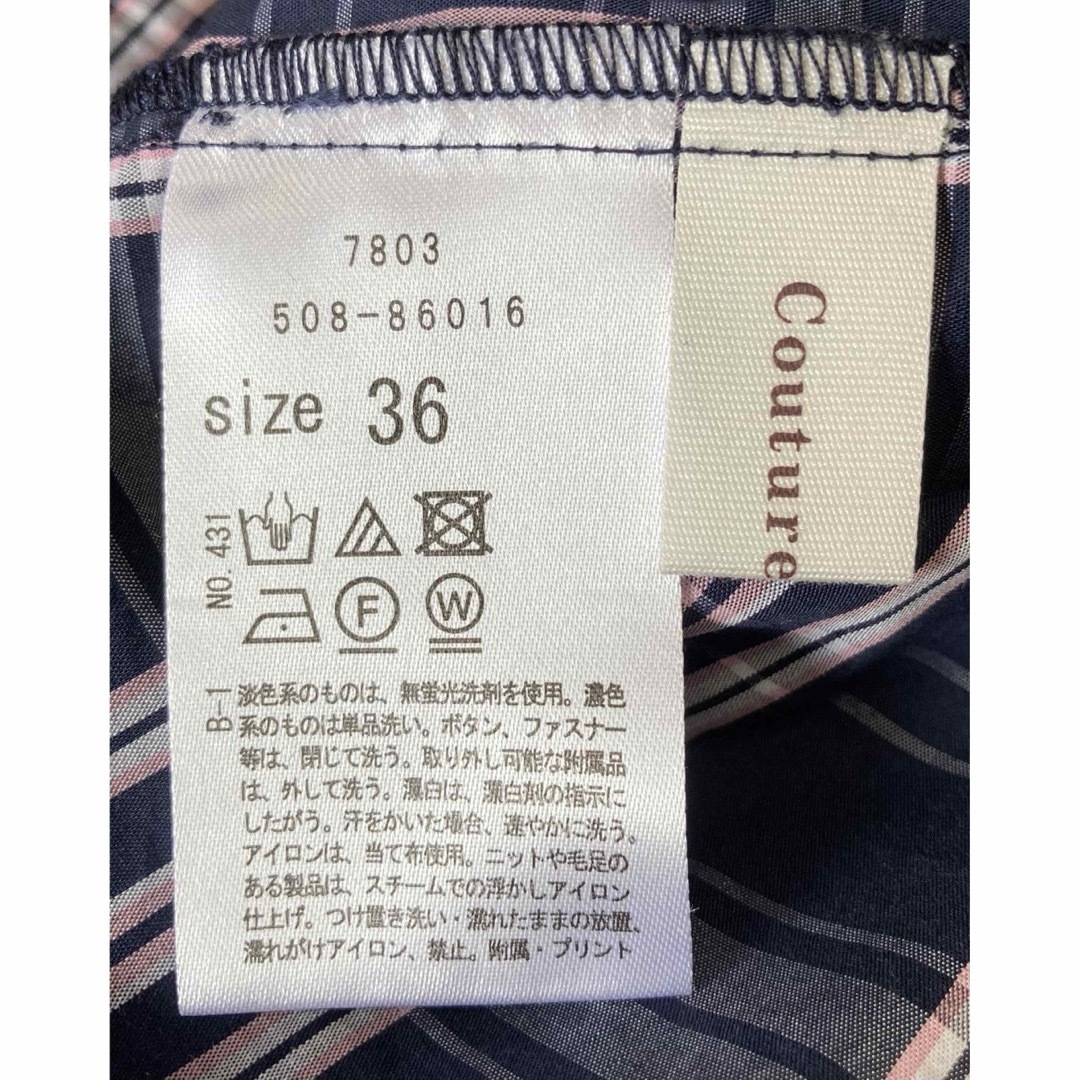 7803
508-86016
size 36
NO. 431
F
W
B-1
淡色系のものは、無蛍光洗剤を使用。濃色
系のものは単品洗い。ボタン、ファスナー
等は、閉じて洗う。取り外し可能な附属品
は、外して洗う。漂白は、漂白剤の指示に
したがう。汗をかいた場合、速やかに洗う。
アイロンは、当て布使用。ニットや毛足の
ある製品は、スチームでの浮かしアイロン
仕上げ。つけ置き洗い・濡れたままの放置、
濡れがけアイロン、禁止。附属・プリント
Couture